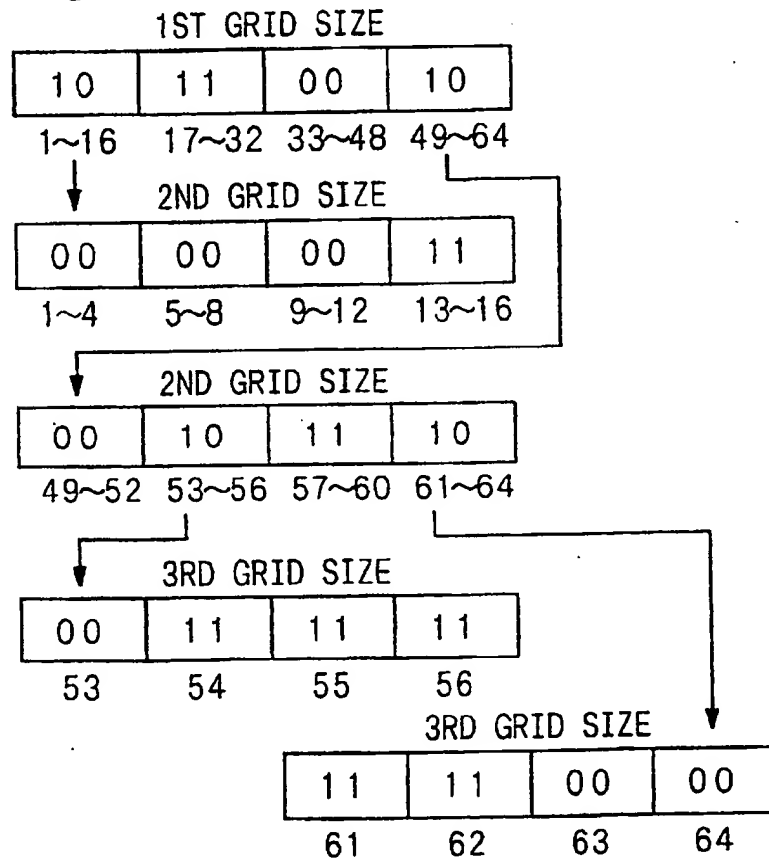 1ST GRID SIZE
10 11 00 10
1~16 17~32 33~48 49~64
2ND GRID SIZE
00 00 00 11
1~4 5~8 9~12 13~16
2ND GRID SIZE
00 10 11 10
49~52 53~56 57~60 61~64
3RD GRID SIZE
00 11 11 11
53 54 55 56
3RD GRID SIZE
11 11 00 00
61 62 63 64